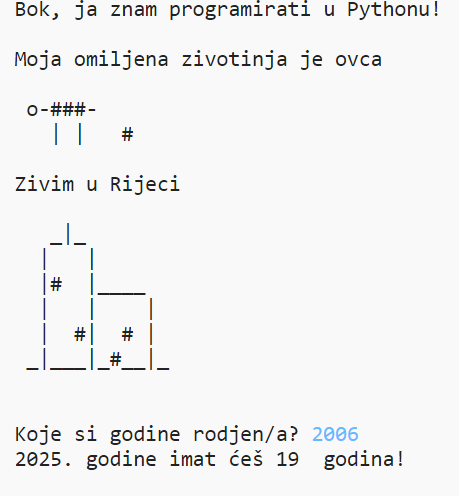 Bok, ja znam programirati u Pythonu!
Moja omiljena zivotinja je ovca
 o-###-
   | |   #
Zivim u Rijeci
   _|_
  |   |
  |#  |____
  |   |    |
  |  #|  # |
 _|___|_#__|_
Koje si godine rodjen/a? 2006
2025. godine imat ćeš 19  godina!